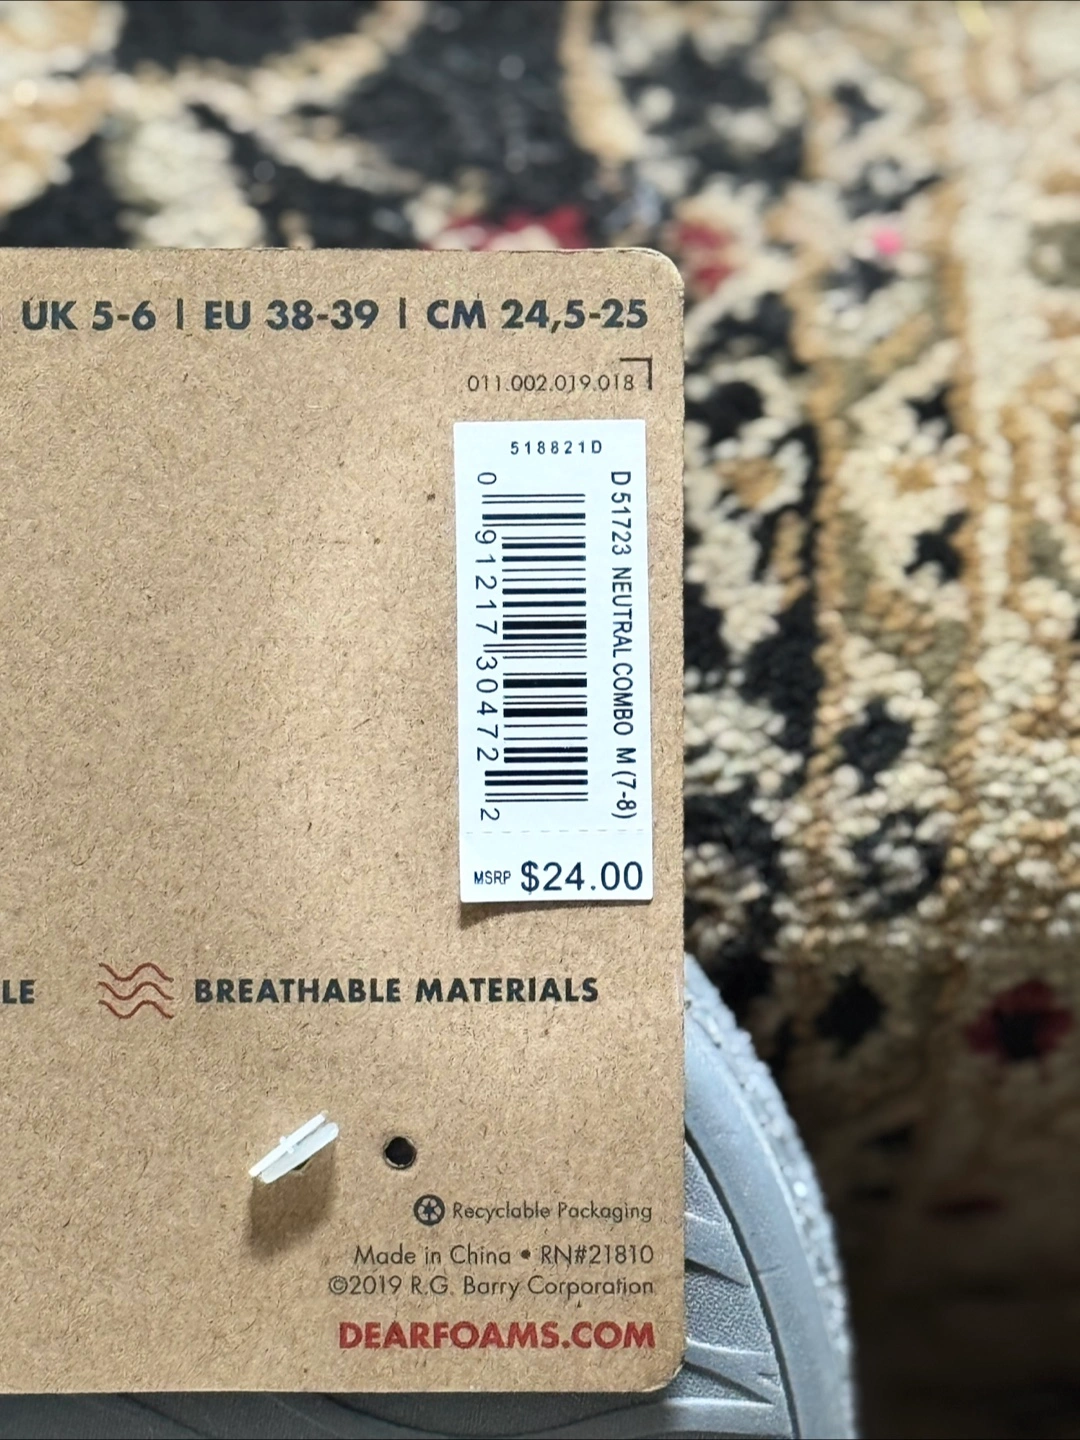 UK 5-6 | EU 38-39 | CM 24,5-25
011.002.019.018
518821D
D51723 NEUTRAL COMBO M (7-8)
0 91217 30472 2
MSRP $24.00
LE
BREATHABLE MATERIALS
Recyclable Packaging
Made in China • RN#21810
©2019 R.G. Barry Corporation
DEARFOAMS.COM